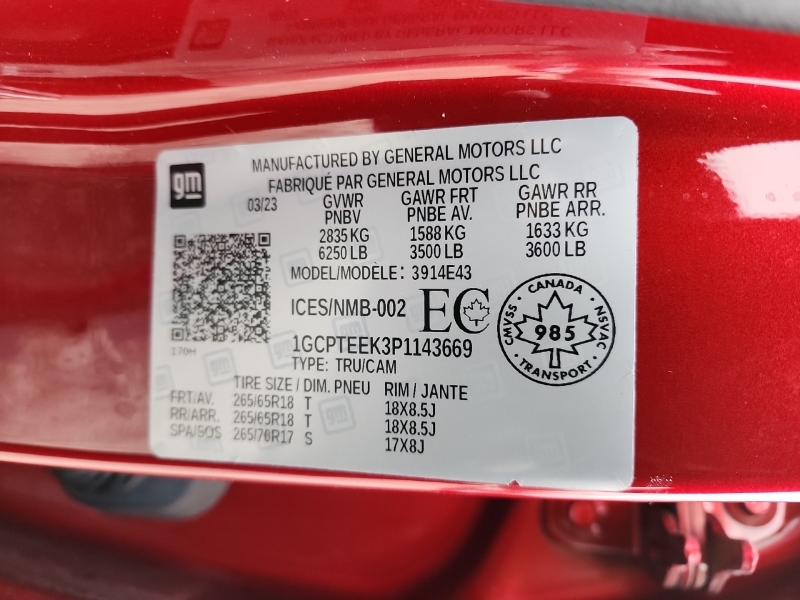 gm
MANUFACTURED BY GENERAL MOTORS LLC
FABRIQUÉ PAR GENERAL MOTORS LLC
03/23 GVWR GAWR FRT GAWR RR
PNBV PNBE AV. PNBE ARR.
2835 KG 1588 KG 1633 KG
6250 LB 3500 LB 3600 LB
MODEL/MODÈLE: 3914E43
ICES/NMB-002 EC
CANADA
CMVSS · 985 · NSVAC
TRANSPORT
170H
1GCPTEEK3P1143669
TYPE: TRU/CAM
TIRE SIZE / DIM. PNEU RIM / JANTE
FRT/AV. 265/65R18 T 18X8.5J
RR/ARR. 265/65R18 T 18X8.5J
SPA/SOS 265/70R17 S 17X8J